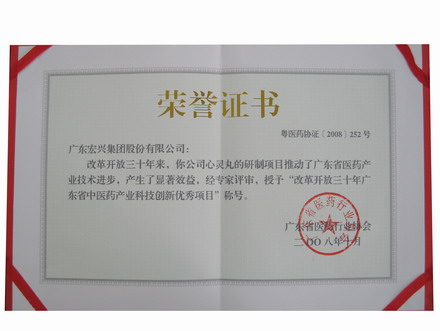 荣誉证书
粤医药协证〔2008〕252号
广东宏兴集团股份有限公司：
改革开放三十年来，你公司心灵丸的研制项目推动了广东省医药产
业技术进步，产生了显著效益，经专家评审，授予“改革开放三十年广
东省中医药产业科技创新优秀项目”称号。
广东省医药行业协会
二〇〇八年十月